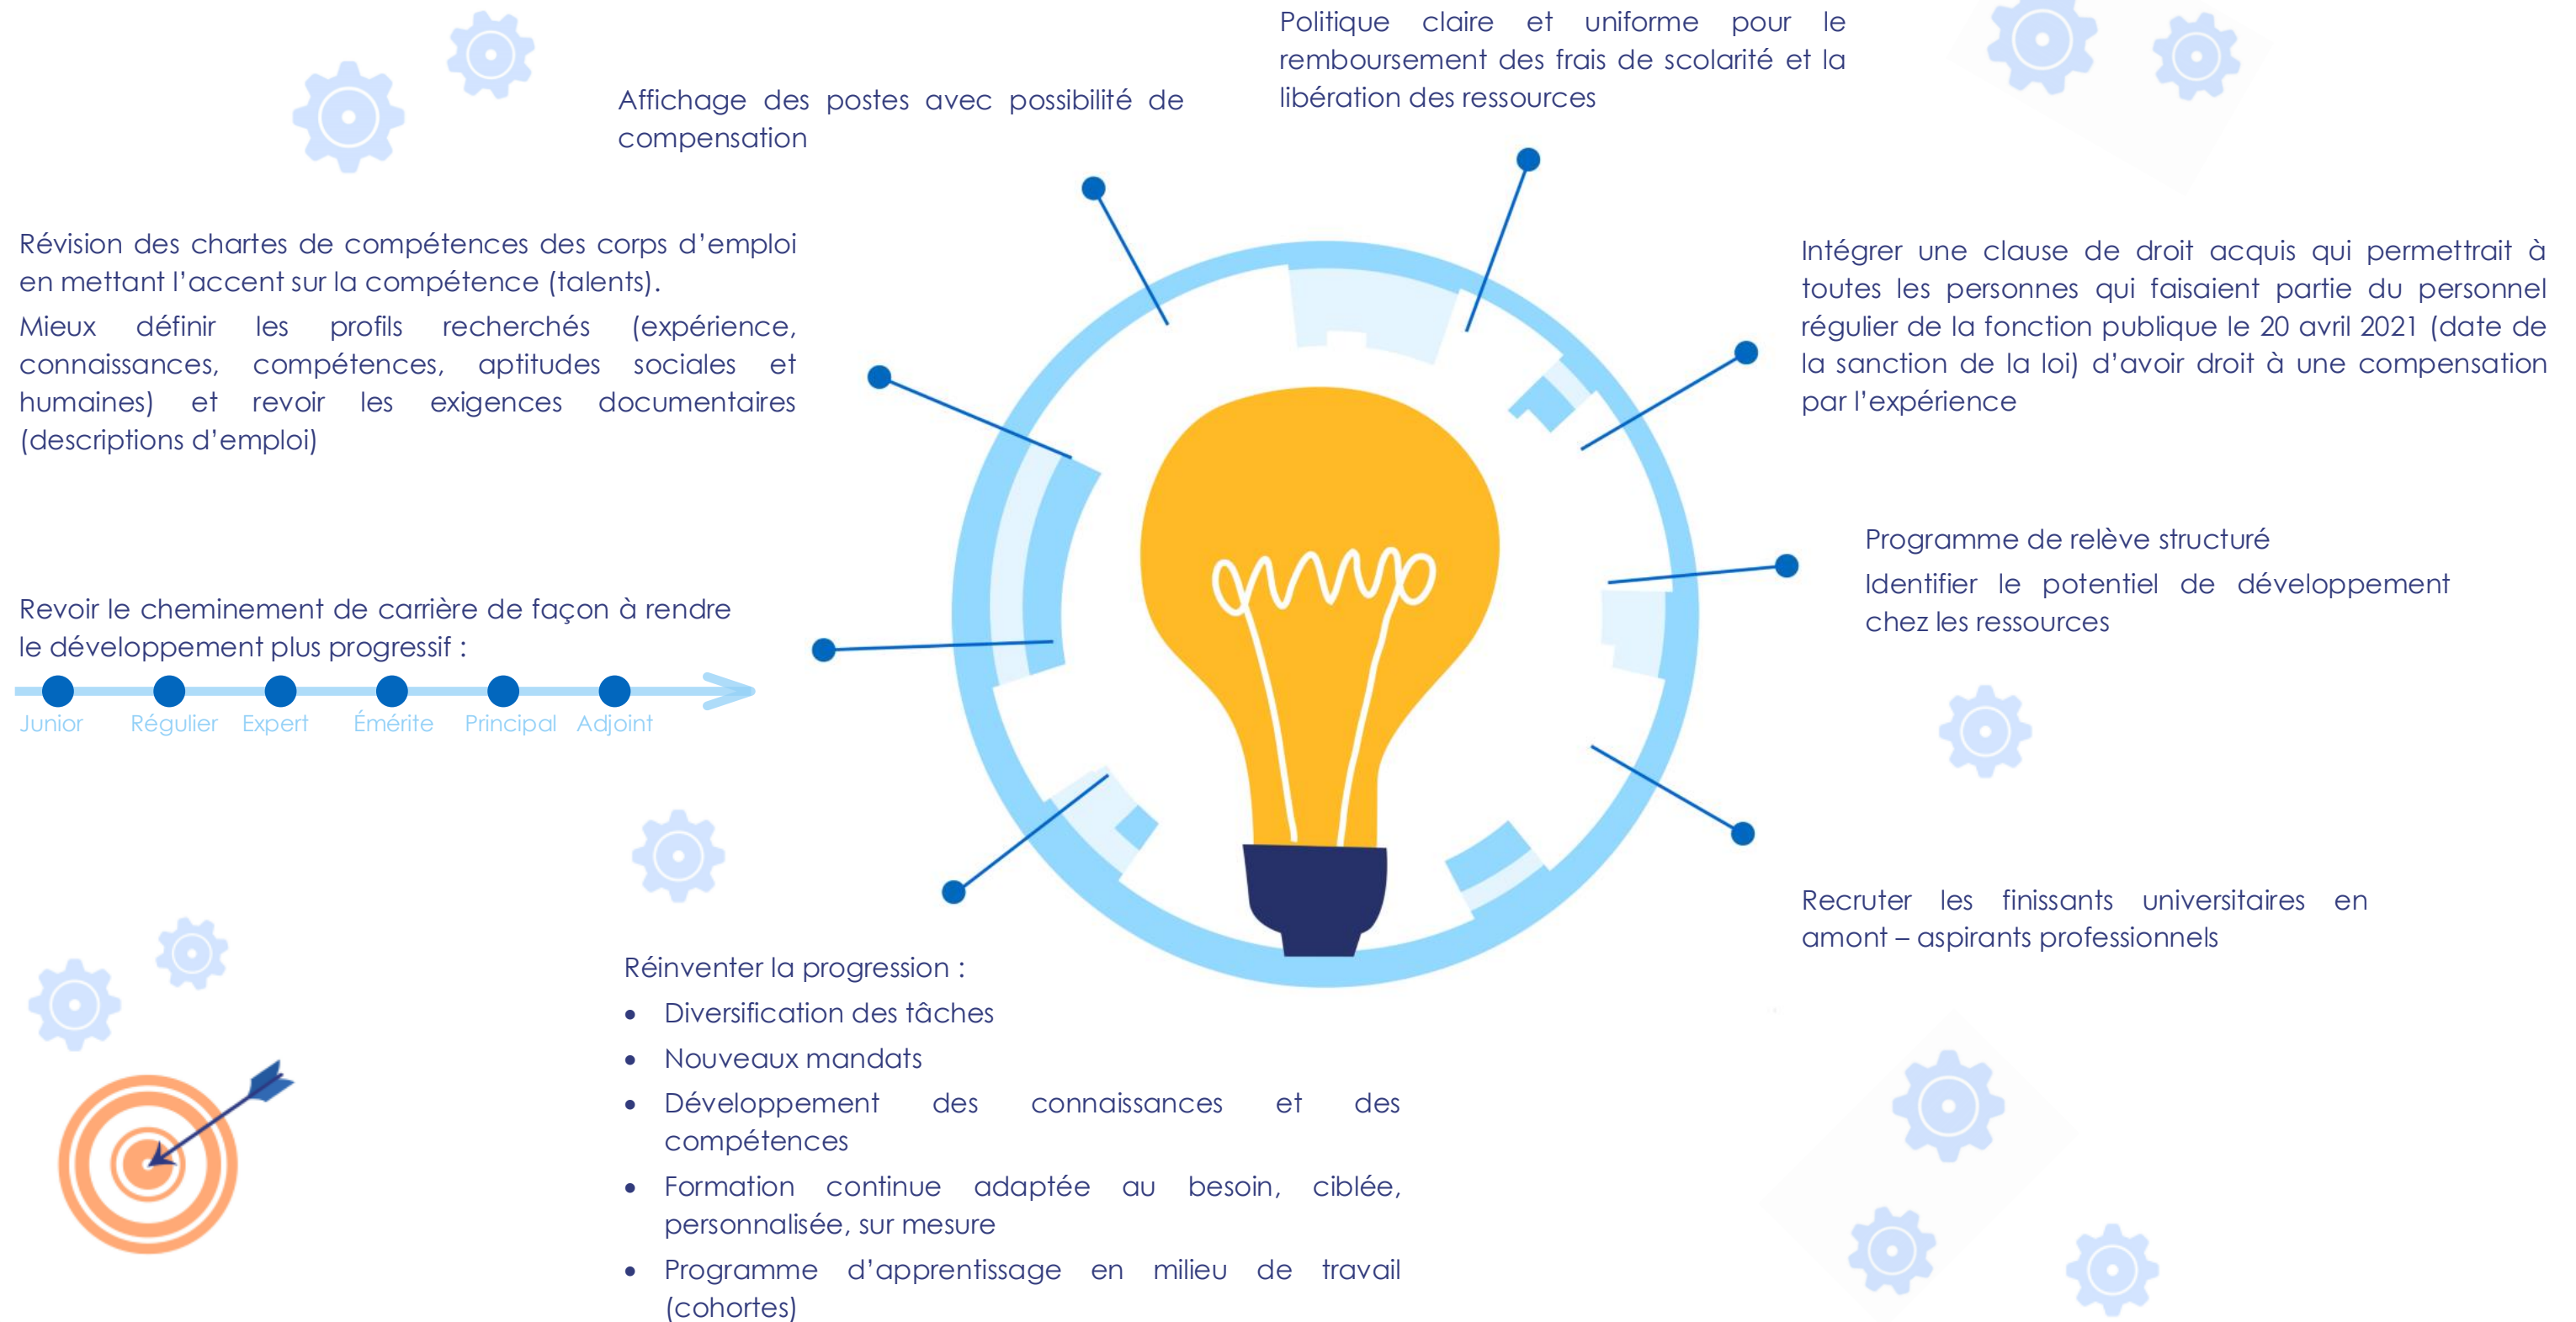 Politique claire et uniforme pour le
remboursement des frais de scolarité et la
libération des ressources
Affichage des postes avec possibilité de
compensation
Révision des chartes de compétences des corps d’emploi
en mettant l’accent sur la compétence (talents).
Mieux définir les profils recherchés (expérience,
connaissances, compétences, aptitudes sociales et
humaines) et revoir les exigences documentaires
(descriptions d’emploi)
Intégrer une clause de droit acquis qui permettrait à
toutes les personnes qui faisaient partie du personnel
régulier de la fonction publique le 20 avril 2021 (date de
la sanction de la loi) d’avoir droit à une compensation
par l’expérience
Programme de relève structuré
Identifier le potentiel de développement
chez les ressources
Revoir le cheminement de carrière de façon à rendre
le développement plus progressif :
Junior Régulier Expert Émérite Principal Adjoint
Recruter les finissants universitaires en
amont – aspirants professionnels
Réinventer la progression :
• Diversification des tâches
• Nouveaux mandats
• Développement des connaissances et des
compétences
• Formation continue adaptée au besoin, ciblée,
personnalisée, sur mesure
• Programme d’apprentissage en milieu de travail
(cohortes)